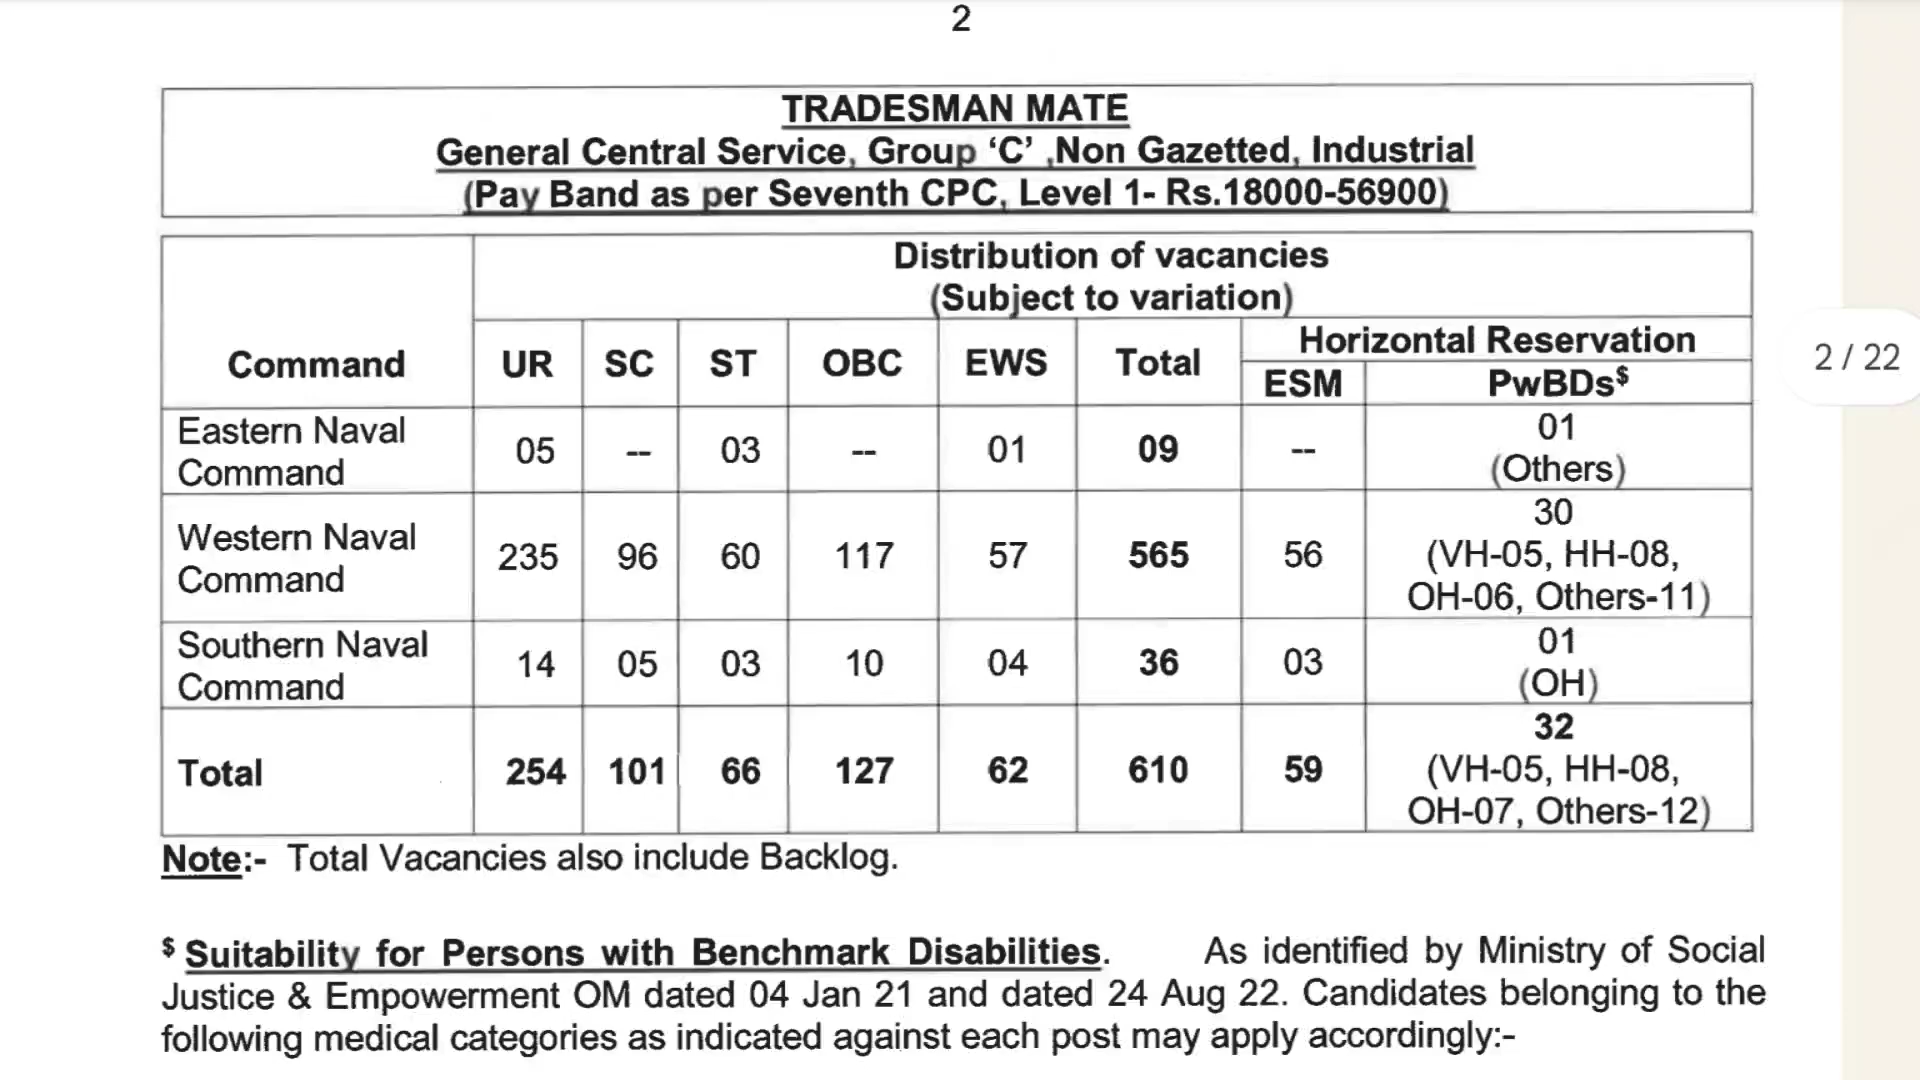 2
TRADESMAN MATE
General Central Service, Group ‘C’ ,Non Gazetted, Industrial
(Pay Band as per Seventh CPC, Level 1- Rs.18000-56900)
Distribution of vacancies
(Subject to variation)
Command UR SC ST OBC EWS Total Horizontal Reservation
ESM PwBDs$
Eastern Naval Command 05 -- 03 -- 01 09 -- 01
(Others)
Western Naval Command 235 96 60 117 57 565 56 30
(VH-05, HH-08,
OH-06, Others-11)
Southern Naval Command 14 05 03 10 04 36 03 01
(OH)
Total 254 101 66 127 62 610 59 32
(VH-05, HH-08,
OH-07, Others-12)
2 / 22
Note:- Total Vacancies also include Backlog.
$ Suitability for Persons with Benchmark Disabilities. As identified by Ministry of Social
Justice & Empowerment OM dated 04 Jan 21 and dated 24 Aug 22. Candidates belonging to the
following medical categories as indicated against each post may apply accordingly:-